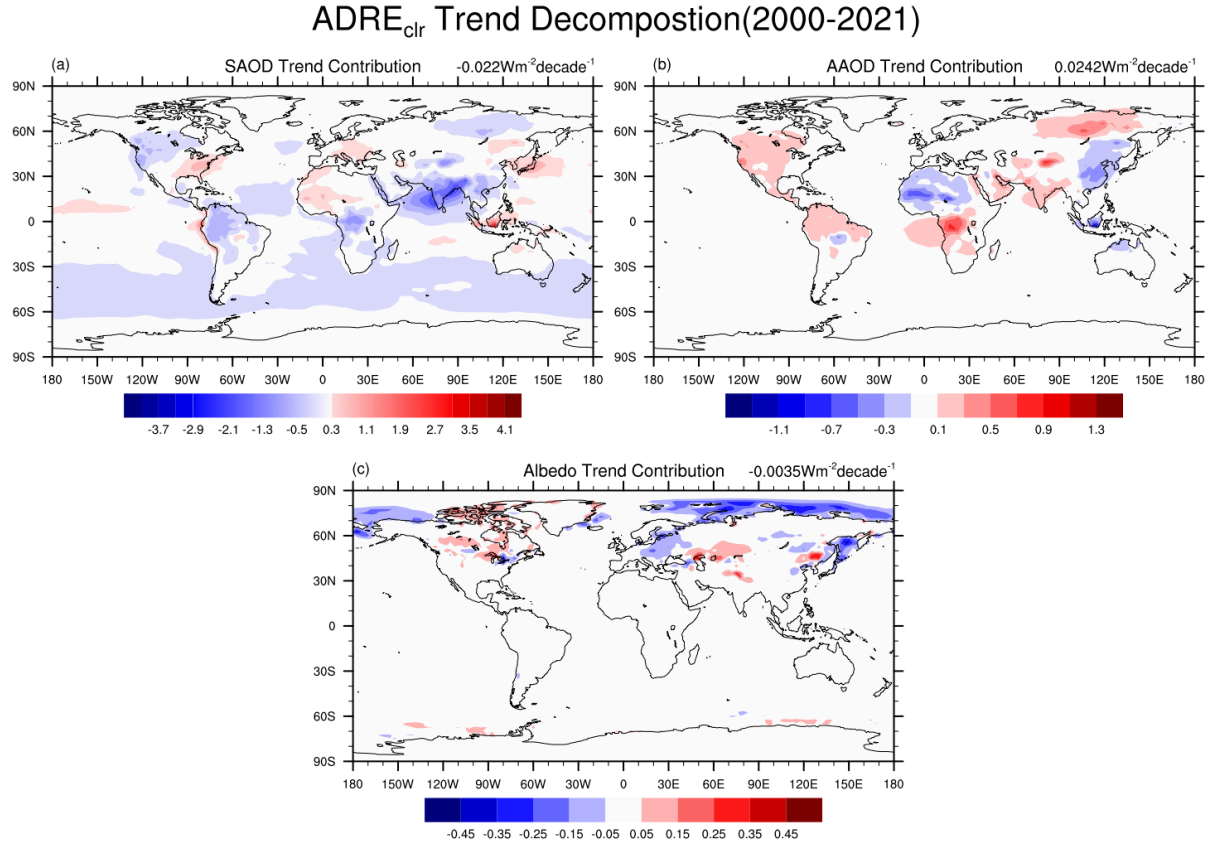 ADRE_clr Trend Decompostion(2000-2021)
(a) SAOD Trend Contribution -0.022Wm⁻²decade⁻¹
90N
60N
30N
0
30S
60S
90S
180 150W 120W 90W 60W 30W 0 30E 60E 90E 120E 150E 180
-3.7 -2.9 -2.1 -1.3 -0.5 0.3 1.1 1.9 2.7 3.5 4.1
(b) AAOD Trend Contribution 0.0242Wm⁻²decade⁻¹
90N
60N
30N
0
30S
60S
90S
180 150W 120W 90W 60W 30W 0 30E 60E 90E 120E 150E 180
-1.1 -0.7 -0.3 0.1 0.5 0.9 1.3
(c) Albedo Trend Contribution -0.0035Wm⁻²decade⁻¹
90N
60N
30N
0
30S
60S
90S
180 150W 120W 90W 60W 30W 0 30E 60E 90E 120E 150E 180
-0.45 -0.35 -0.25 -0.15 -0.05 0.05 0.15 0.25 0.35 0.45